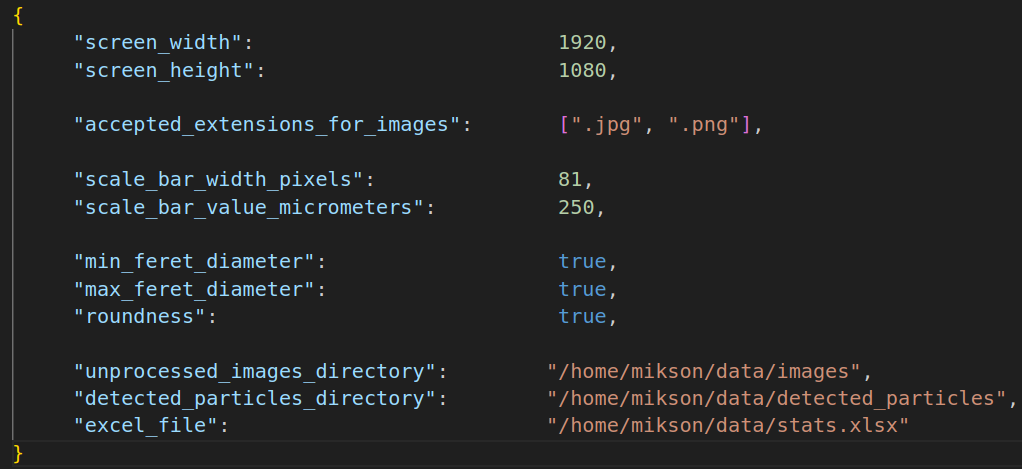 {
"screen_width": 1920,
"screen_height": 1080,
"accepted_extensions_for_images": [".jpg", ".png"],
"scale_bar_width_pixels": 81,
"scale_bar_value_micrometers": 250,
"min_feret_diameter": true,
"max_feret_diameter": true,
"roundness": true,
"unprocessed_images_directory": "/home/mikson/data/images",
"detected_particles_directory": "/home/mikson/data/detected_particles",
"excel_file": "/home/mikson/data/stats.xlsx"
}